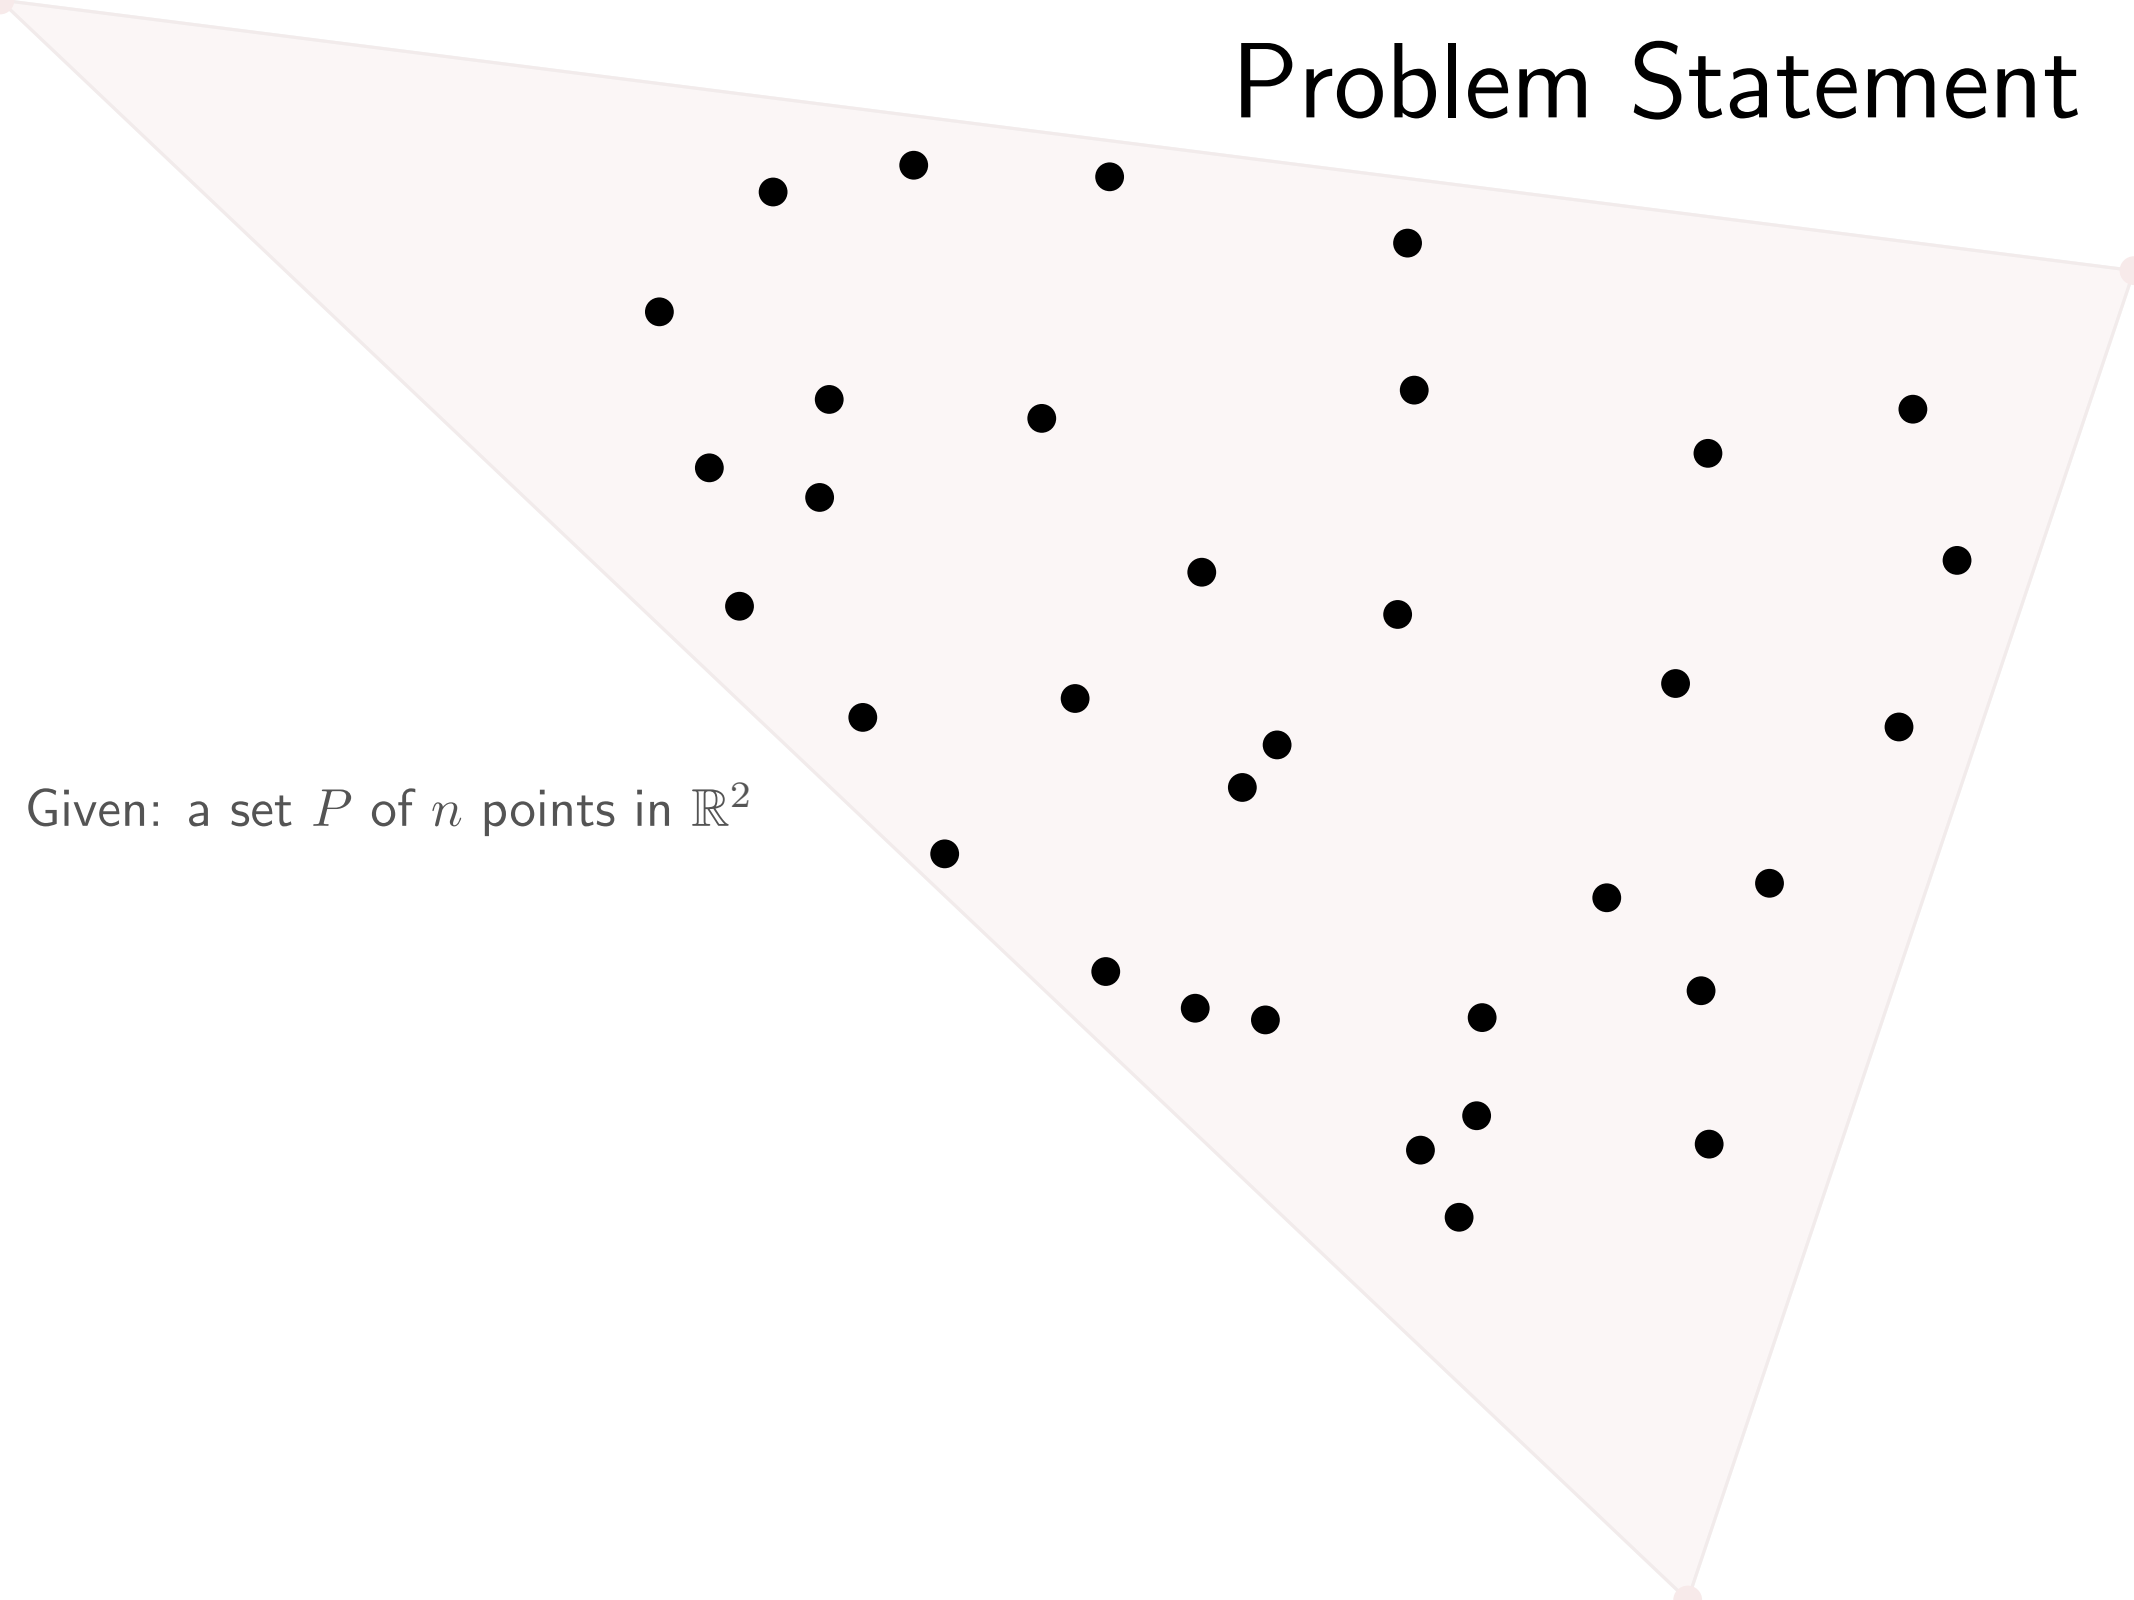 Problem Statement
Given: a set P of n points in ℝ²